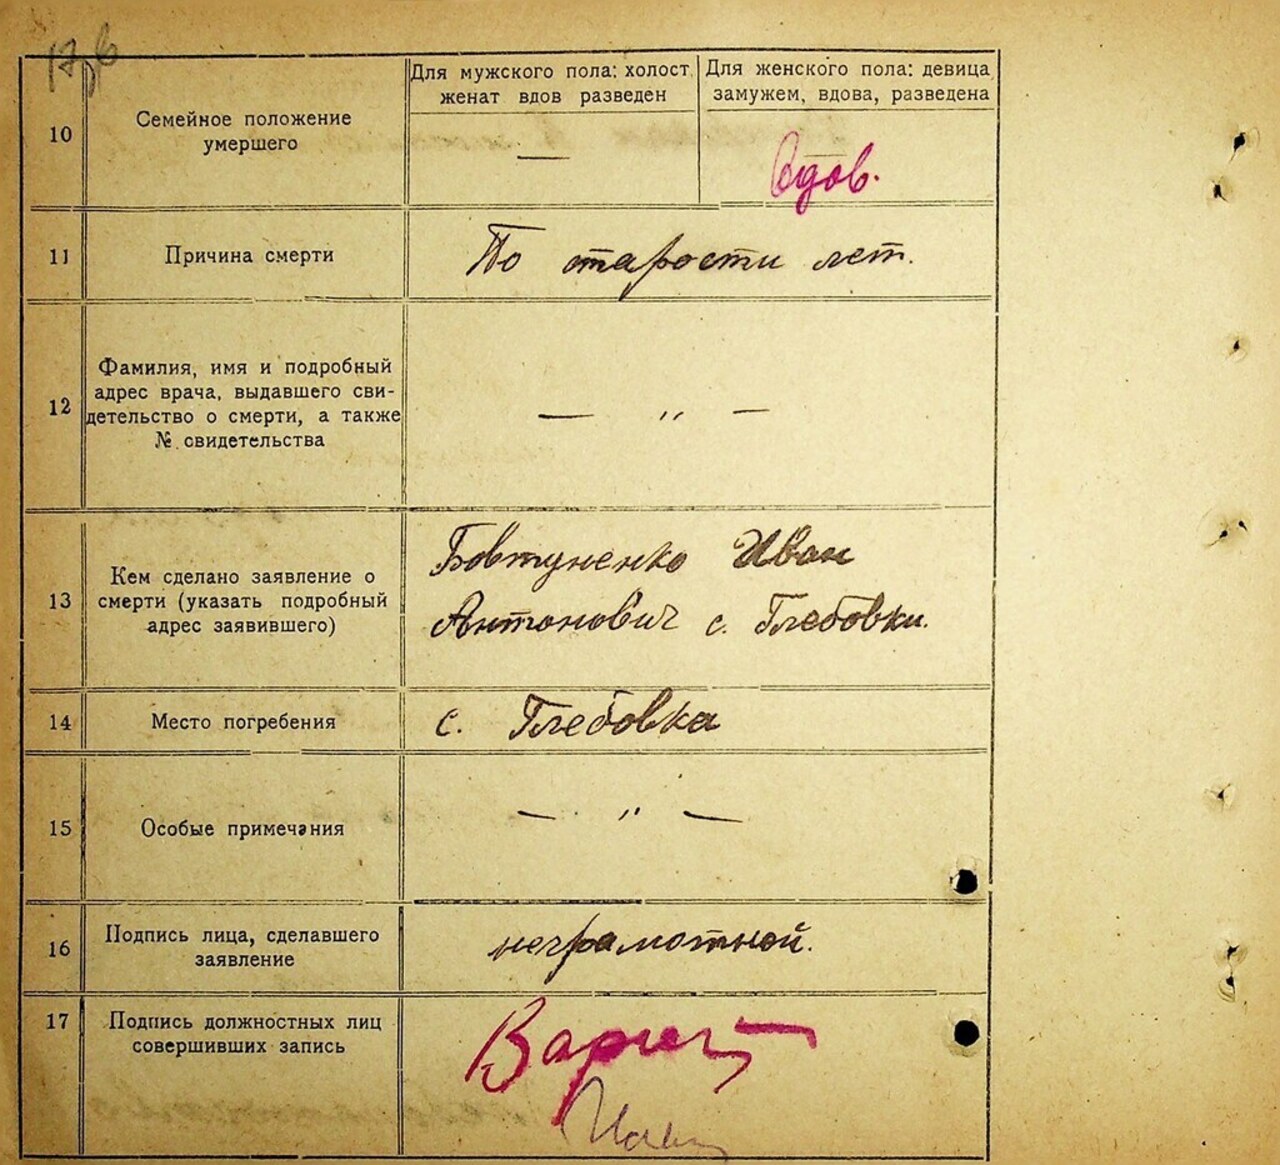 10
Семейное положение
умершего
Для мужского пола: холост
женат вдов разведен
—
Для женского пола: девица
замужем, вдова, разведена
вдов.
11
Причина смерти
По старости лет.
12
Фамилия, имя и подробный
адрес врача, выдавшего сви-
детельство о смерти, а также
№ свидетельства
— " —
13
Кем сделано заявление о
смерти (указать подробный
адрес заявившего)
Бовтуненко Иван
Антонович с. Глебовки.
14
Место погребения
с. Глебовка
15
Особые примечания
— " —
16
Подпись лица, сделавшего
заявление
неграмотной.
17
Подпись должностных лиц
совершивших запись